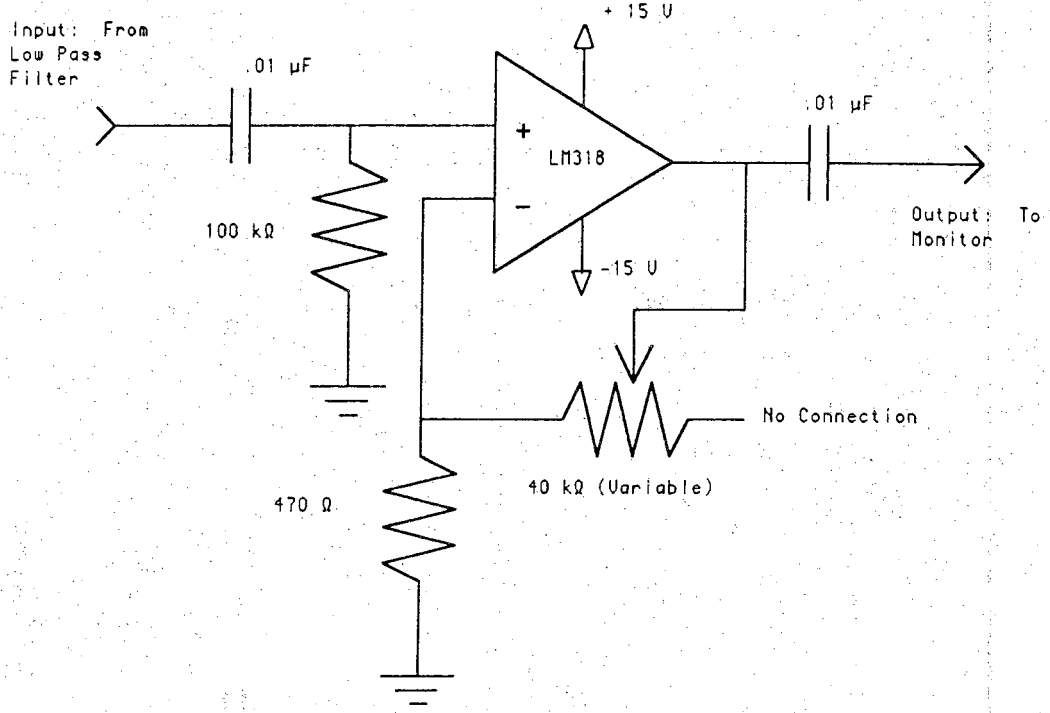 Input: From
Low Pass
Filter
.01 µF
+ 15 V
.01 µF
+
LM318
-
100 kΩ
-15 V
Output: To
Monitor
No Connection
40 kΩ (Variable)
470 Ω